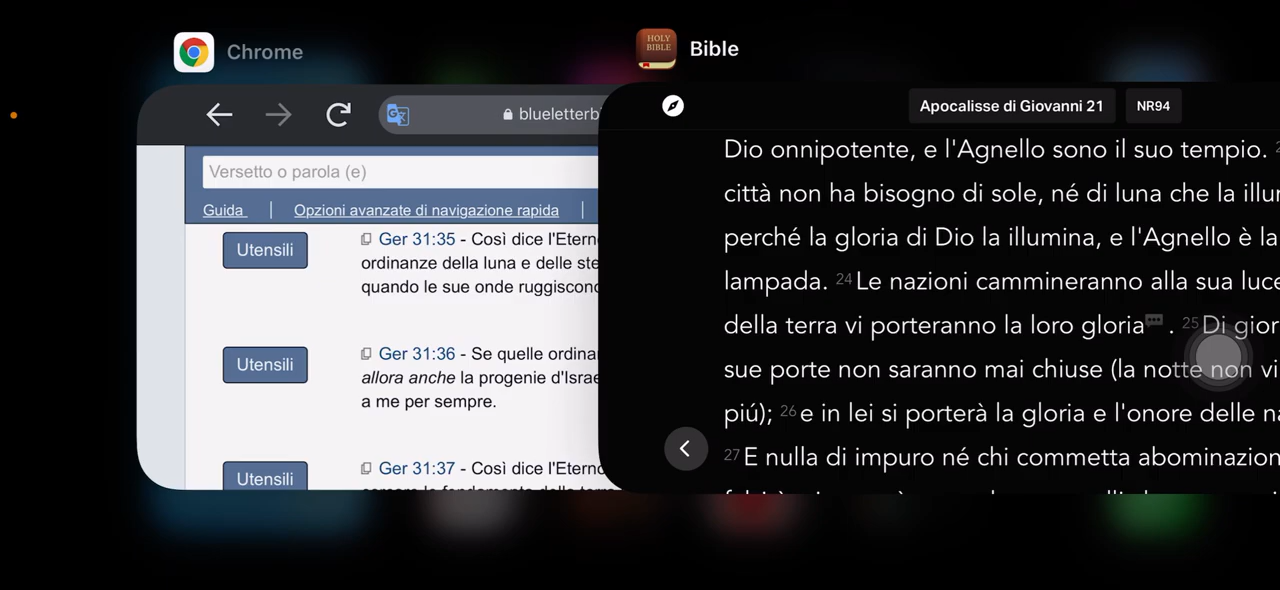 Chrome
blueletterb
Versetto o parola (e)
Guida | Opzioni avanzate di navigazione rapida |
Utensili
Ger 31:35 - Così dice l'Etern
ordinanze della luna e delle ste
quando le sue onde ruggiscono
Utensili
Ger 31:36 - Se quelle ordina
allora anche la progenie d'Israe
a me per sempre.
Utensili
Ger 31:37 - Così dice l'Eterno
HOLY
BIBLE
Bible
Apocalisse di Giovanni 21
NR94
Dio onnipotente, e l'Agnello sono il suo tempio.
città non ha bisogno di sole, né di luna che la illu
perché la gloria di Dio la illumina, e l'Agnello è la
lampada. 24 Le nazioni cammineranno alla sua luce
della terra vi porteranno la loro gloria . 25 Di gior
sue porte non saranno mai chiuse (la notte non vi
piú); 26 e in lei si porterà la gloria e l'onore delle na
27 E nulla di impuro né chi commetta abominazion